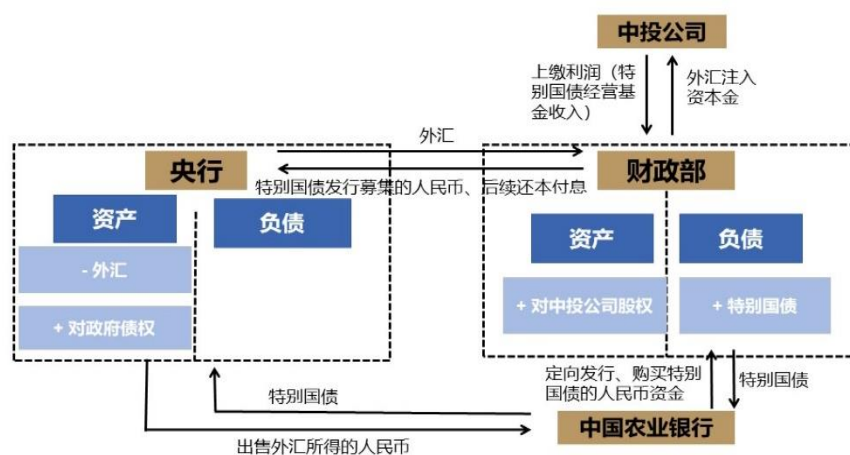 中投公司
上缴利润（特
别国债经营基
金收入）
外汇注入
资本金
外汇
央行
财政部
特别国债发行募集的人民币、后续还本付息
资产
负债
资产
负债
- 外汇
+ 对政府债权
+ 对中投公司股权
+ 特别国债
定向发行、购买特别
国债的人民币资金
特别国债
特别国债
中国农业银行
出售外汇所得的人民币